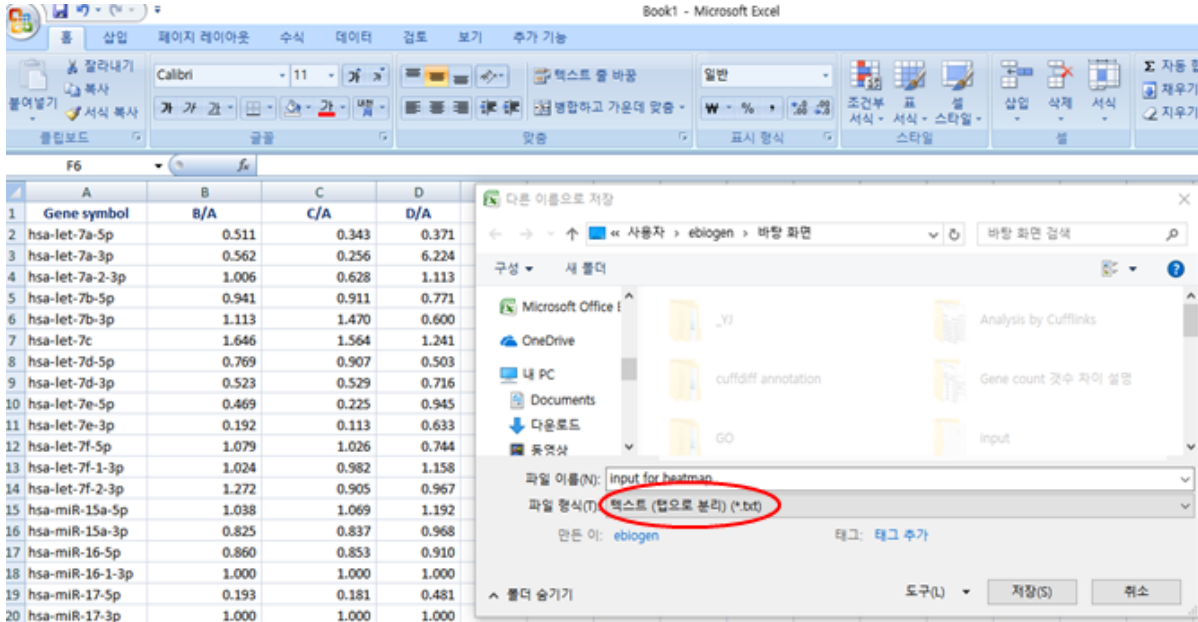 Book1 - Microsoft Excel
홈 삽입 페이지 레이아웃 수식 데이터 검토 보기 추가 기능
잘라내기
복사
서식 복사
붙여넣기
클립보드
Calibri 11
가 가 가
글꼴
텍스트 줄 바꿈
병합하고 가운데 맞춤
맞춤
일반
₩ % ,
표시 형식
조건부 서식 표 서식 셀 스타일
스타일
삽입 삭제 서식
셀
Σ 자동
채우기
지우기
F6 fx
A B C D
1 Gene symbol B/A C/A D/A
2 hsa-let-7a-5p 0.511 0.343 0.371
3 hsa-let-7a-3p 0.562 0.256 6.224
4 hsa-let-7a-2-3p 1.006 0.628 1.113
5 hsa-let-7b-5p 0.941 0.911 0.771
6 hsa-let-7b-3p 1.113 1.470 0.600
7 hsa-let-7c 1.646 1.564 1.241
8 hsa-let-7d-5p 0.769 0.907 0.503
9 hsa-let-7d-3p 0.523 0.529 0.716
10 hsa-let-7e-5p 0.469 0.225 0.945
11 hsa-let-7e-3p 0.192 0.113 0.633
12 hsa-let-7f-5p 1.079 1.026 0.744
13 hsa-let-7f-1-3p 1.024 0.982 1.158
14 hsa-let-7f-2-3p 1.272 0.905 0.967
15 hsa-miR-15a-5p 1.038 1.069 1.192
16 hsa-miR-15a-3p 0.825 0.837 0.968
17 hsa-miR-16-5p 0.860 0.853 0.910
18 hsa-miR-16-1-3p 1.000 1.000 1.000
19 hsa-miR-17-5p 0.193 0.181 0.481
20 hsa-miR-17-3p 1.000 1.000 1.000
다른 이름으로 저장
« 사용자 › ebiogen › 바탕 화면
바탕 화면 검색
구성 새 폴더
Microsoft Office
OneDrive
내 PC
Documents
다운로드
동영상
_YJ
Analysis by Cufflinks
cuffdiff annotation
Gene count 갯수 차이 설명
GO
input
파일 이름(N): input for heatmap
파일 형식(T): 텍스트 (탭으로 분리) (*.txt)
만든 이: ebiogen
태그: 태그 추가
폴더 숨기기
도구(L) 저장(S) 취소